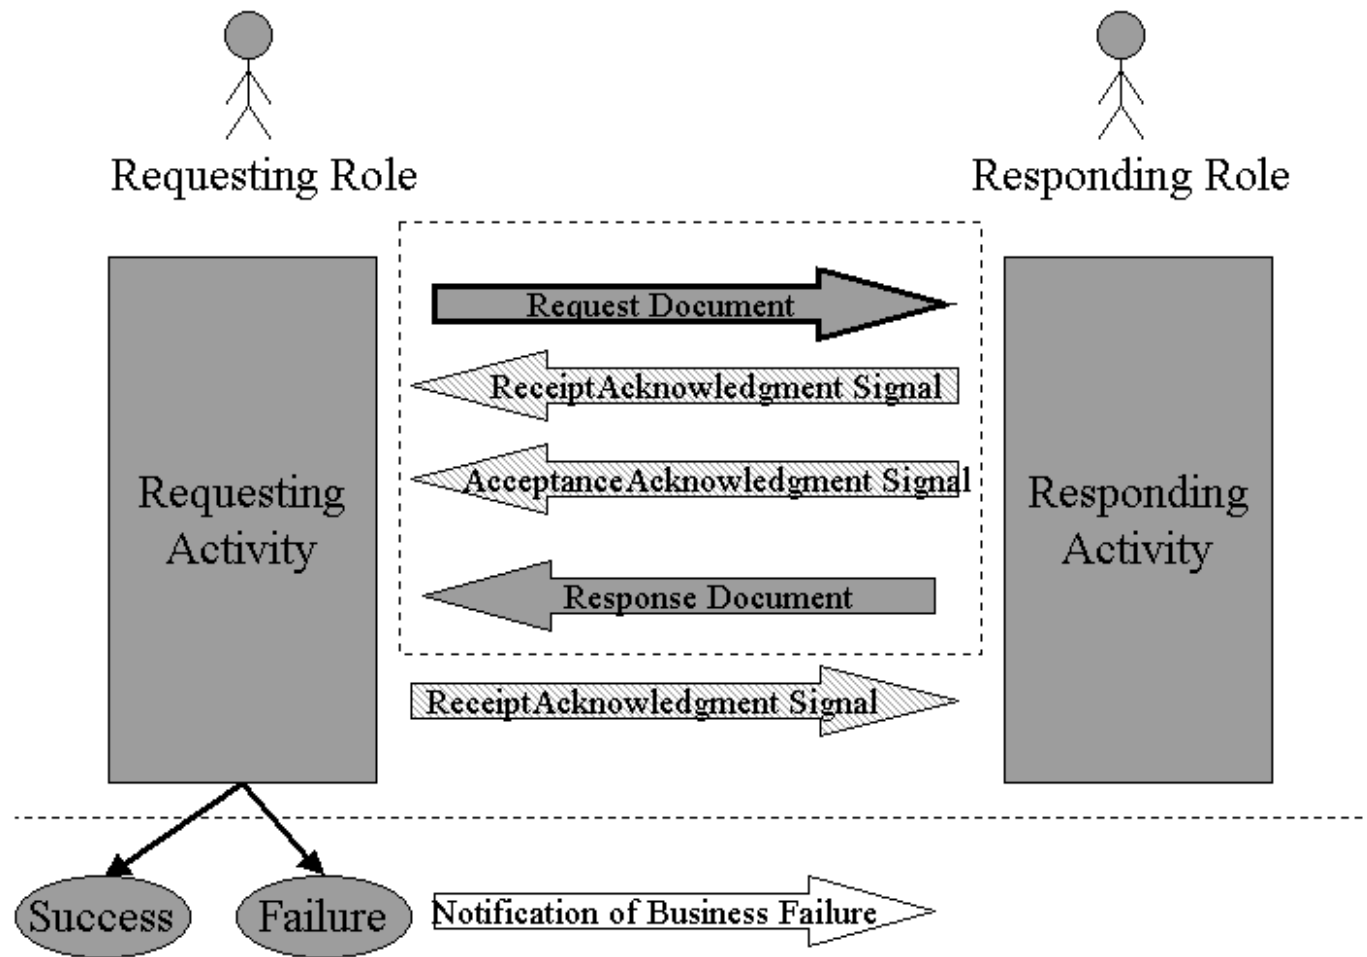 Requesting Role
Responding Role
Request Document
ReceiptAcknowledgment Signal
AcceptanceAcknowledgment Signal
Requesting
Activity
Responding
Activity
Response Document
ReceiptAcknowledgment Signal
Success
Failure
Notification of Business Failure